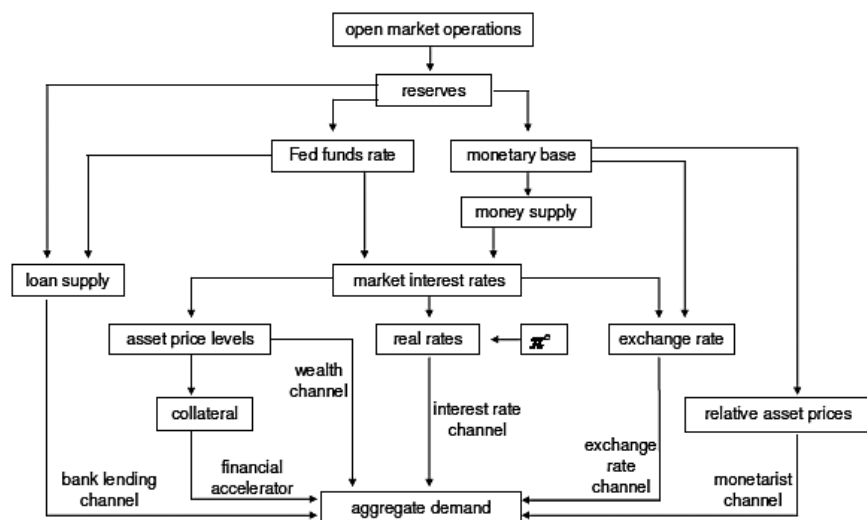 open market operations
reserves
Fed funds rate
monetary base
money supply
loan supply
market interest rates
asset price levels
real rates
πᵉ
exchange rate
wealth
channel
collateral
interest rate
channel
relative asset prices
exchange
rate
channel
bank lending
channel
financial
accelerator
monetarist
channel
aggregate demand